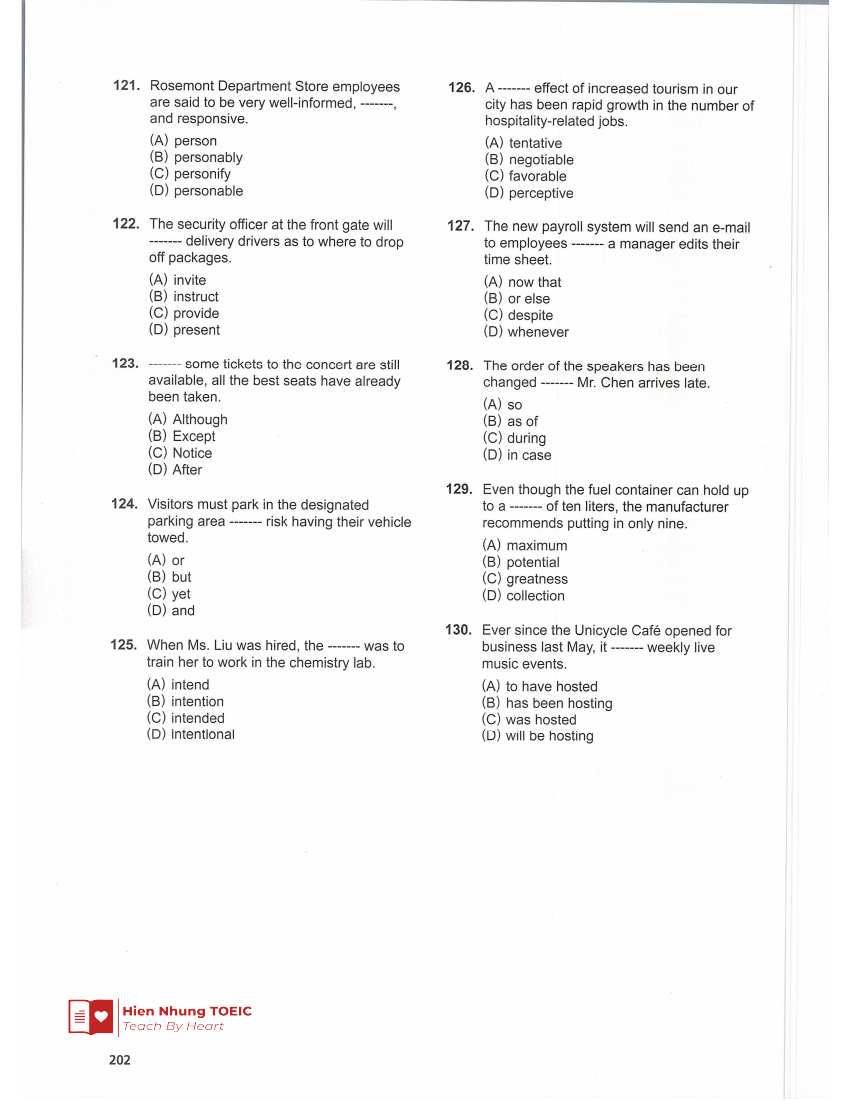 121. Rosemont Department Store employees
are said to be very well-informed, -------,
and responsive.
(A) person
(B) personably
(C) personify
(D) personable
122. The security officer at the front gate will
------- delivery drivers as to where to drop
off packages.
(A) invite
(B) instruct
(C) provide
(D) present
123. ------- some tickets to the concert are still
available, all the best seats have already
been taken.
(A) Although
(B) Except
(C) Notice
(D) After
124. Visitors must park in the designated
parking area ------- risk having their vehicle
towed.
(A) or
(B) but
(C) yet
(D) and
125. When Ms. Liu was hired, the ------- was to
train her to work in the chemistry lab.
(A) intend
(B) intention
(C) intended
(D) intentional
126. A ------- effect of increased tourism in our
city has been rapid growth in the number of
hospitality-related jobs.
(A) tentative
(B) negotiable
(C) favorable
(D) perceptive
127. The new payroll system will send an e-mail
to employees ------- a manager edits their
time sheet.
(A) now that
(B) or else
(C) despite
(D) whenever
128. The order of the speakers has been
changed ------- Mr. Chen arrives late.
(A) so
(B) as of
(C) during
(D) in case
129. Even though the fuel container can hold up
to a ------- of ten liters, the manufacturer
recommends putting in only nine.
(A) maximum
(B) potential
(C) greatness
(D) collection
130. Ever since the Unicycle Café opened for
business last May, it ------- weekly live
music events.
(A) to have hosted
(B) has been hosting
(C) was hosted
(D) will be hosting
Hien Nhung TOEIC
Teach By Heart
202